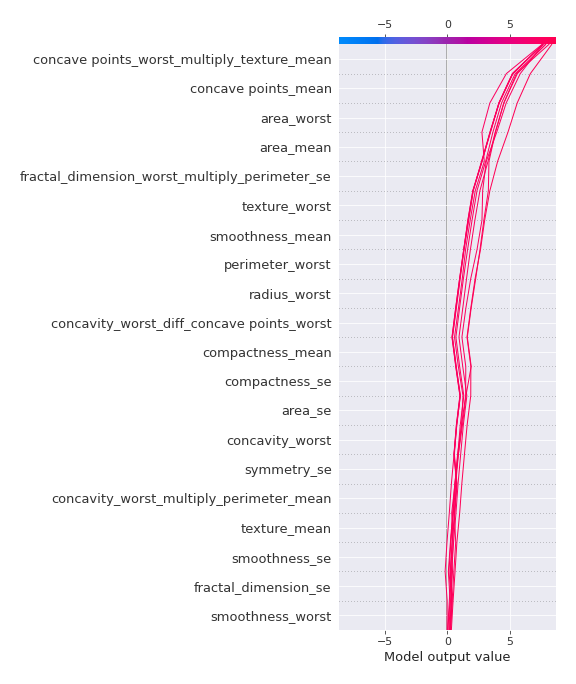 −5 0 5
concave points_worst_multiply_texture_mean
concave points_mean
area_worst
area_mean
fractal_dimension_worst_multiply_perimeter_se
texture_worst
smoothness_mean
perimeter_worst
radius_worst
concavity_worst_diff_concave points_worst
compactness_mean
compactness_se
area_se
concavity_worst
symmetry_se
concavity_worst_multiply_perimeter_mean
texture_mean
smoothness_se
fractal_dimension_se
smoothness_worst
−5 0 5
Model output value